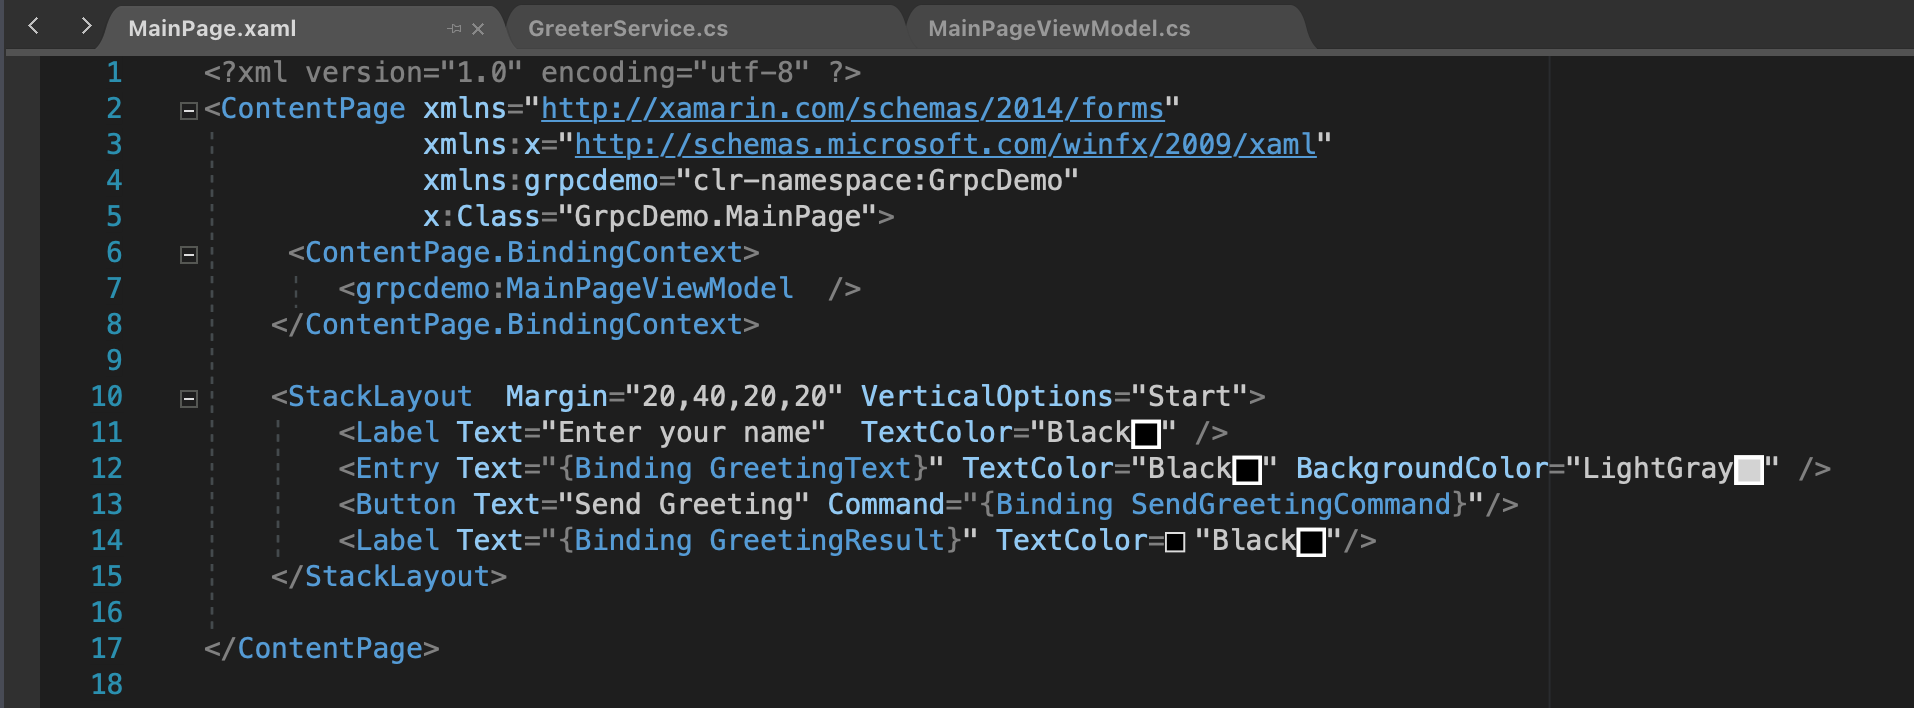 MainPage.xaml GreeterService.cs MainPageViewModel.cs
1 <?xml version="1.0" encoding="utf-8" ?>
2 <ContentPage xmlns="http://xamarin.com/schemas/2014/forms"
3 xmlns:x="http://schemas.microsoft.com/winfx/2009/xaml"
4 xmlns:grpcdemo="clr-namespace:GrpcDemo"
5 x:Class="GrpcDemo.MainPage">
6 <ContentPage.BindingContext>
7 <grpcdemo:MainPageViewModel />
8 </ContentPage.BindingContext>
9
10 <StackLayout Margin="20,40,20,20" VerticalOptions="Start">
11 <Label Text="Enter your name" TextColor="Black" />
12 <Entry Text="{Binding GreetingText}" TextColor="Black" BackgroundColor="LightGray" />
13 <Button Text="Send Greeting" Command="{Binding SendGreetingCommand}"/>
14 <Label Text="{Binding GreetingResult}" TextColor="Black"/>
15 </StackLayout>
16
17 </ContentPage>
18